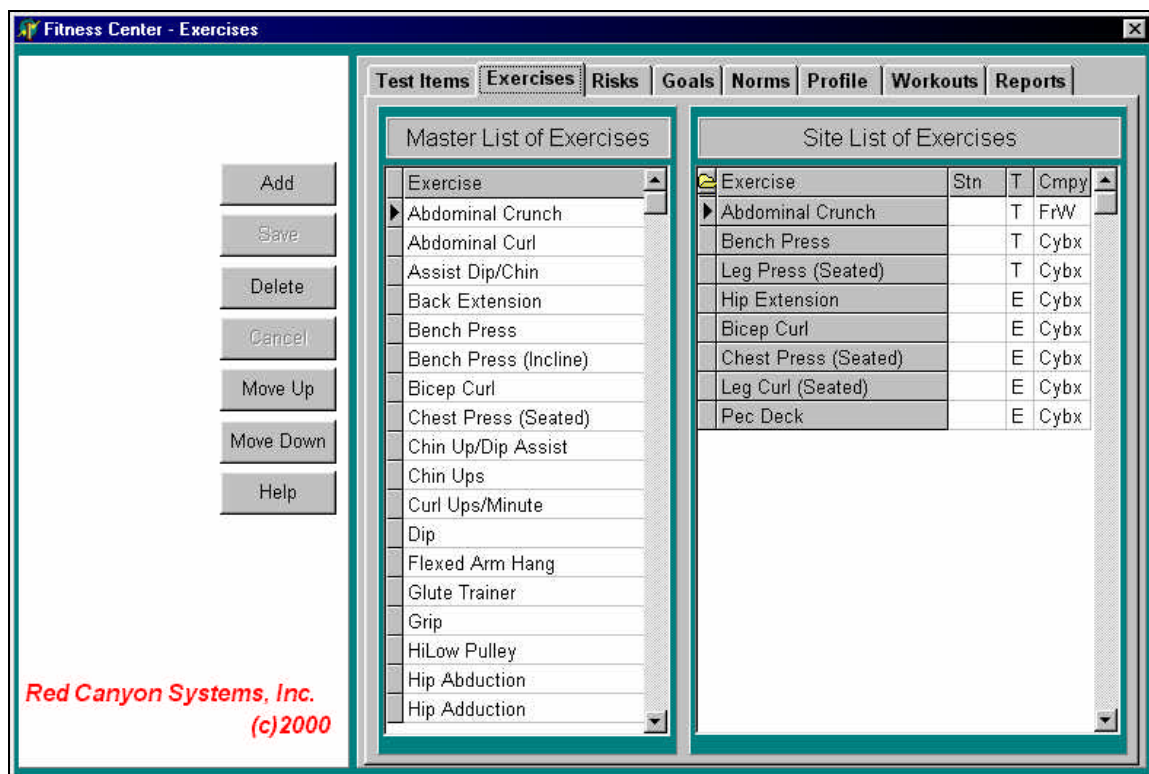 Fitness Center - Exercises
Test Items Exercises Risks Goals Norms Profile Workouts Reports
Add
Save
Delete
Cancel
Move Up
Move Down
Help
Red Canyon Systems, Inc.
(c)2000
Master List of Exercises
Exercise
Abdominal Crunch
Abdominal Curl
Assist Dip/Chin
Back Extension
Bench Press
Bench Press (Incline)
Bicep Curl
Chest Press (Seated)
Chin Up/Dip Assist
Chin Ups
Curl Ups/Minute
Dip
Flexed Arm Hang
Glute Trainer
Grip
HiLow Pulley
Hip Abduction
Hip Adduction
Site List of Exercises
Exercise Stn T Cmpy
Abdominal Crunch T FrW
Bench Press T Cybx
Leg Press (Seated) T Cybx
Hip Extension E Cybx
Bicep Curl E Cybx
Chest Press (Seated) E Cybx
Leg Curl (Seated) E Cybx
Pec Deck E Cybx